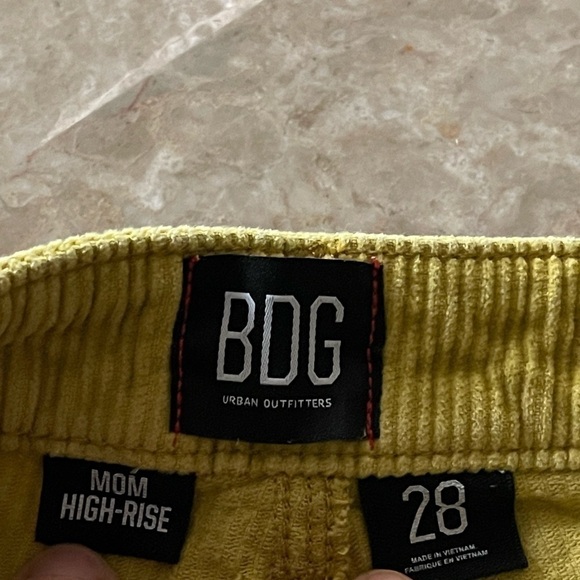 BDG
URBAN OUTFITTERS
MOM
HIGH-RISE
28
MADE IN VIETNAM
FABRIQUE EN VIETNAM